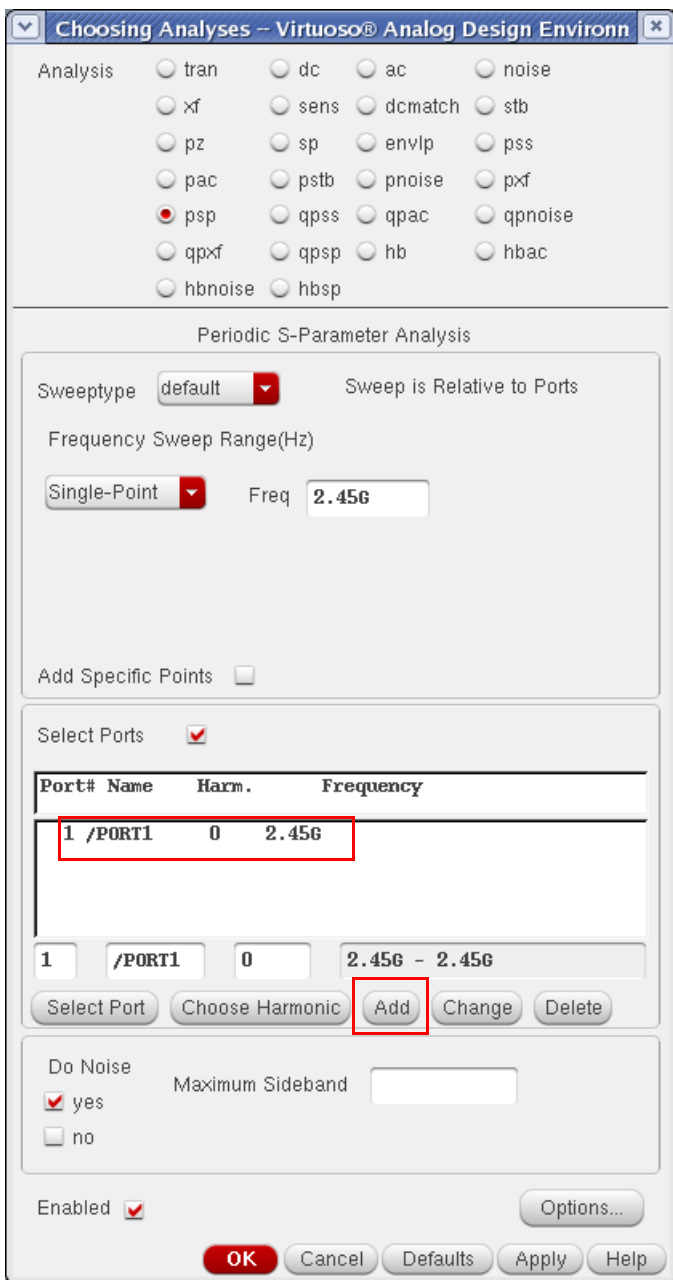 Choosing Analyses -- Virtuoso® Analog Design Environn
Analysis tran dc ac noise
xf sens dcmatch stb
pz sp envlp pss
pac pstb pnoise pxf
psp qpss qpac qpnoise
qpxf qpsp hb hbac
hbnoise hbsp
Periodic S-Parameter Analysis
Sweeptype default Sweep is Relative to Ports
Frequency Sweep Range(Hz)
Single-Point Freq 2.45G
Add Specific Points
Select Ports
Port# Name Harm. Frequency
1 /PORT1 0 2.45G
1 /PORT1 0 2.45G - 2.45G
Select Port Choose Harmonic Add Change Delete
Do Noise
Maximum Sideband
yes
no
Enabled Options...
OK Cancel Defaults Apply Help